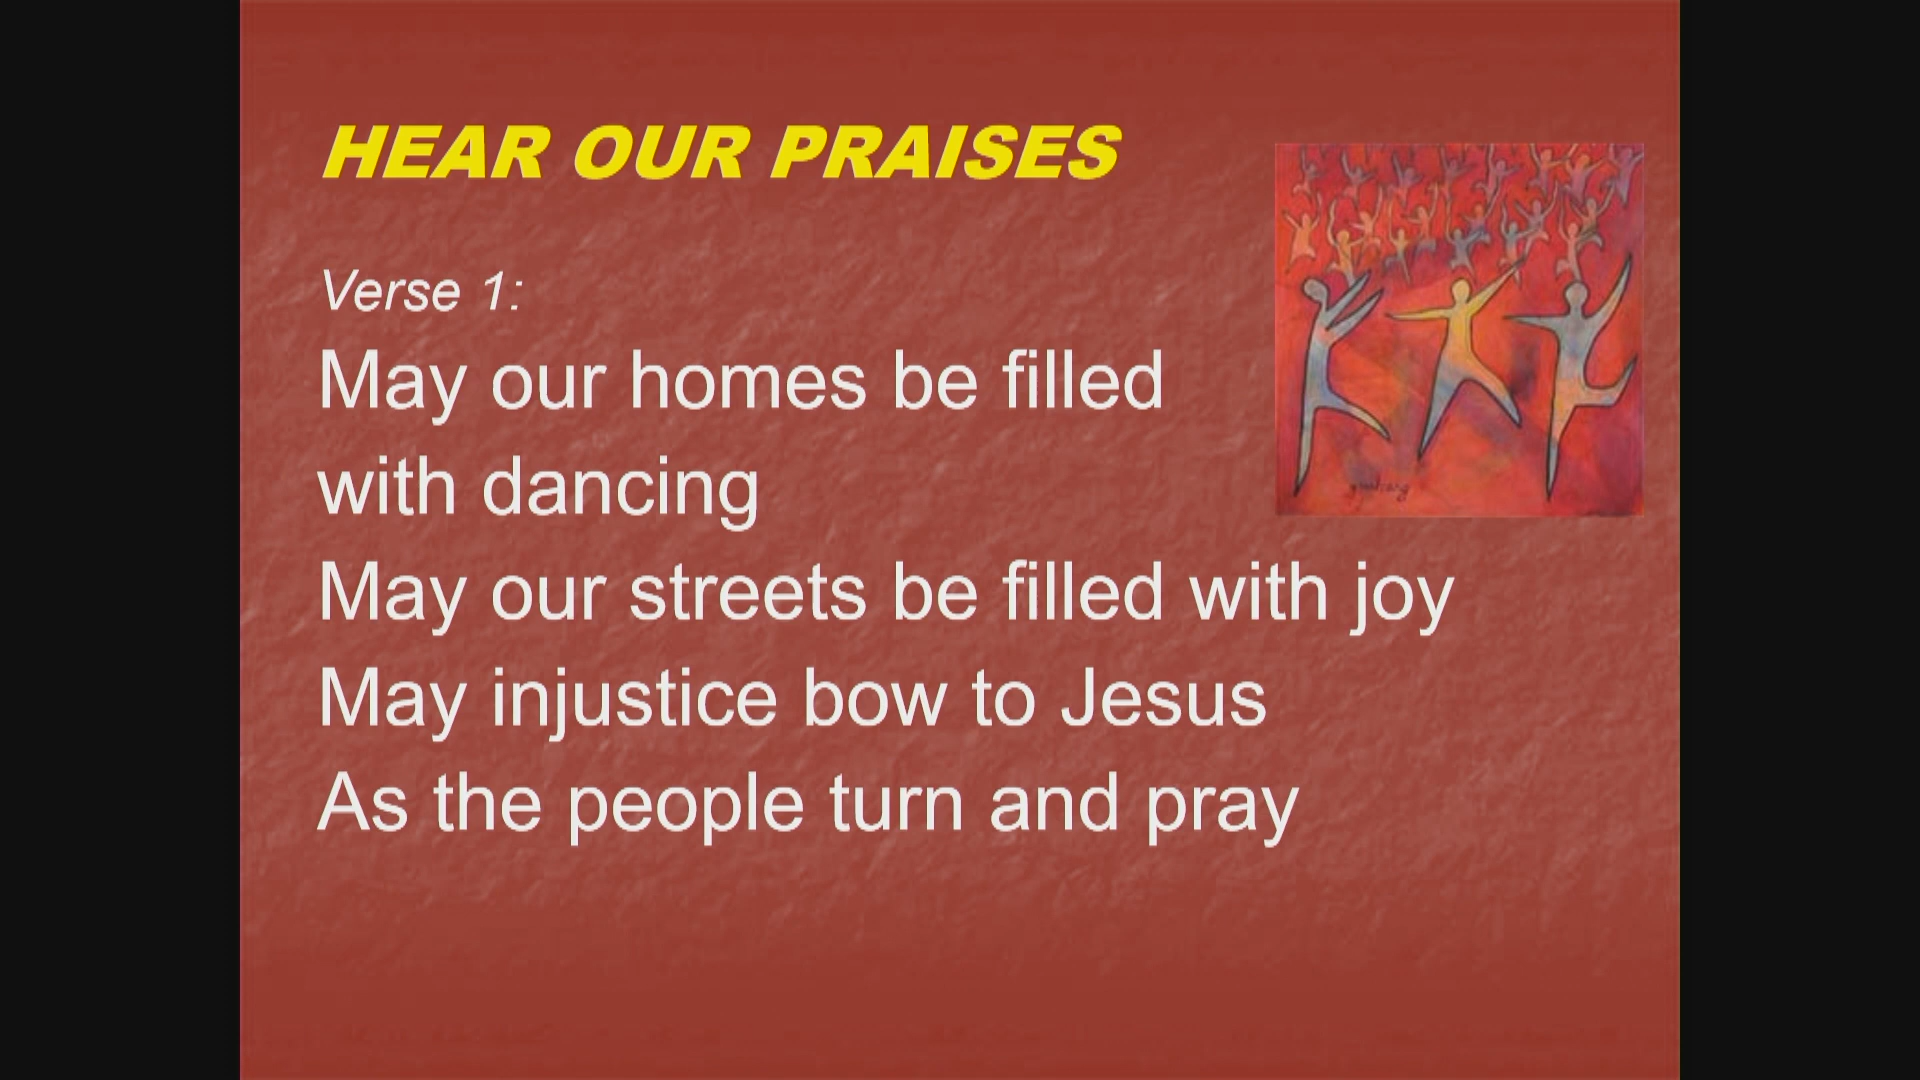 HEAR OUR PRAISES
Verse 1:
May our homes be filled
with dancing
May our streets be filled with joy
May injustice bow to Jesus
As the people turn and pray